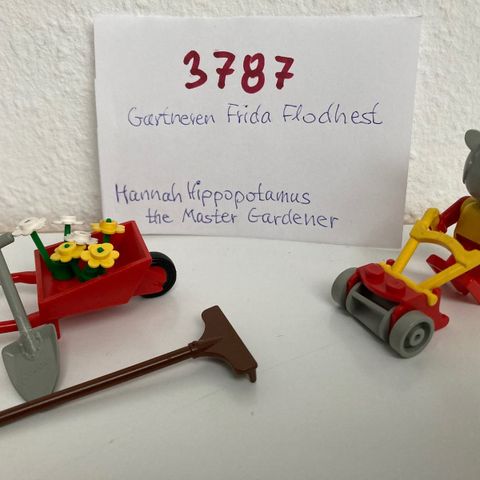 3787
Gartneren Frida Flodhest
Hannah Hippopotamus
the Master Gardener